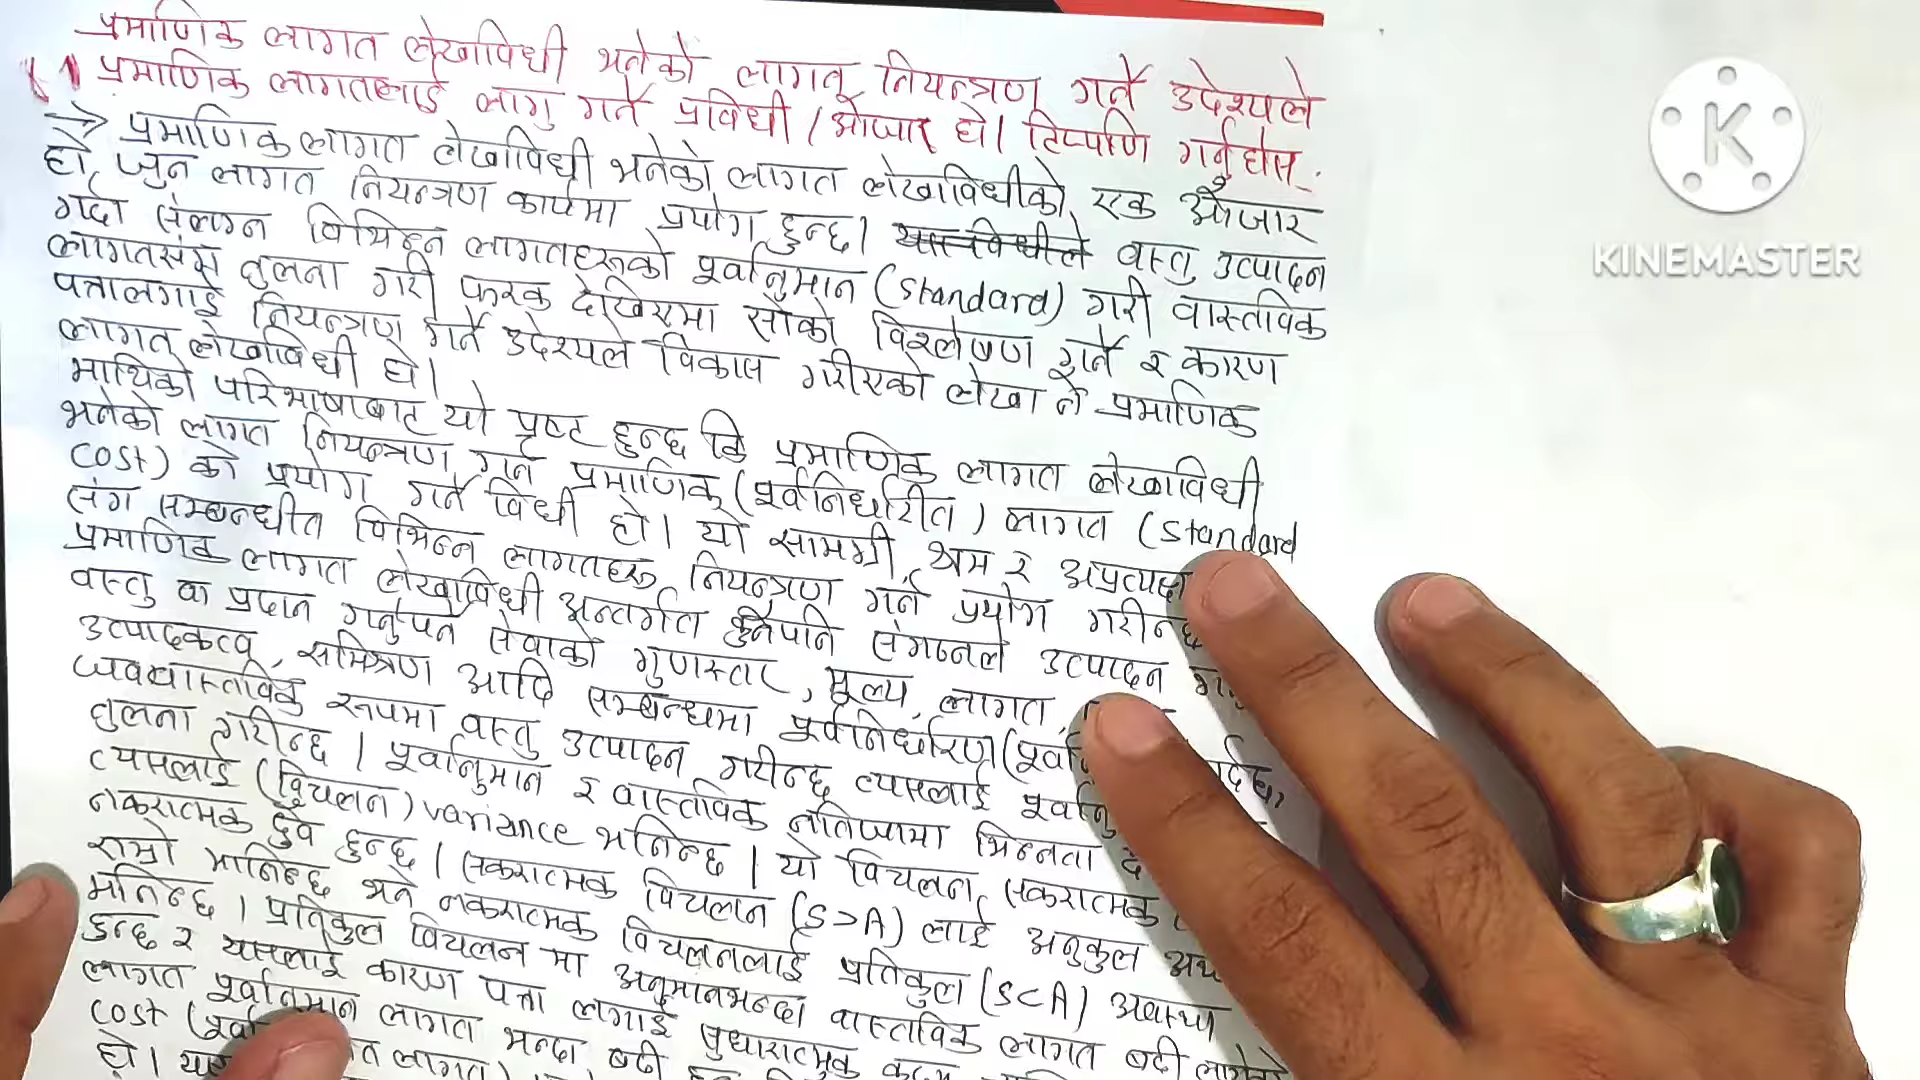 प्रमाणिक लागत लेखाविधी भनेको लागत नियन्त्रण गर्ने उदेश्यले
प्रमाणिक लागतलाई लागु गर्ने प्रविधी / औजार हो। टिप्पणि गर्नुहोस.
→ प्रमाणिक लागत लेखाविधी भनेको लागत लेखाविधीको एक औजार
हो, जुन लागत नियन्त्रण कार्यमा प्रयोग हुन्छ। वस्तु उत्पादन
गर्दा संलग्न विभिन्न लागतहरूको पूर्वानुमान (Standard) गरी वास्तविक
लागतसंग तुलना गरी फरक देखिएमा सोको विश्लेषण गर्ने र कारण
पत्तालगाई नियन्त्रण गर्ने उदेश्यले विकास गरीएको लेखा नै प्रमाणिक
लागत लेखाविधी हो।
माथिको परिभाषाबाट यो प्रष्ट हुन्छ कि प्रमाणिक लागत लेखाविधी
भनेको लागत नियन्त्रण गर्न प्रमाणिक (पूर्वनिर्धारीत) लागत (Standard
cost) को प्रयोग गर्ने विधी हो। यो सामग्री, श्रम र अप्रत्यक्ष
संग सम्बन्धीत विभिन्न लागतहरू नियन्त्रण गर्न प्रयोग गरीन्छ
प्रमाणिक लागत लेखाविधी अन्तर्गत कुनैपनि संगठनले उत्पादन
वस्तु वा प्रदान गर्नुपर्ने सेवाको गुणस्तर, मूल्य, लागत,
उत्पादकत्व, समिश्रण आदि सम्बन्धमा पूर्वनिर्धारण
रूपमा वस्तु उत्पादन गरीन्छ त्यसलाई
तुलना गरीन्छ। पूर्वानुमान र वास्तविक नतिजामा भिन्नता
त्यसलाई (विचलन) variance भनिन्छ। यो विचलन सकरात्मक
नकरात्मक दुवै हुन्छ। सकरात्मक विचलन (S>A) लाई अनुकुल
राम्रो मानिन्छ भने नकरात्मक विचलनलाई प्रतिकुल (S<A) अवस्था
मानिन्छ। प्रतिकुल विचलन मा अनुमानभन्दा वास्तविक लागत बढी
हुन्छ र यसलाई कारण पत्ता लगाई सुधारात्मक
लागत पूर्वानुमान लागत भन्दा बढी
cost
हो।
KINEMASTER